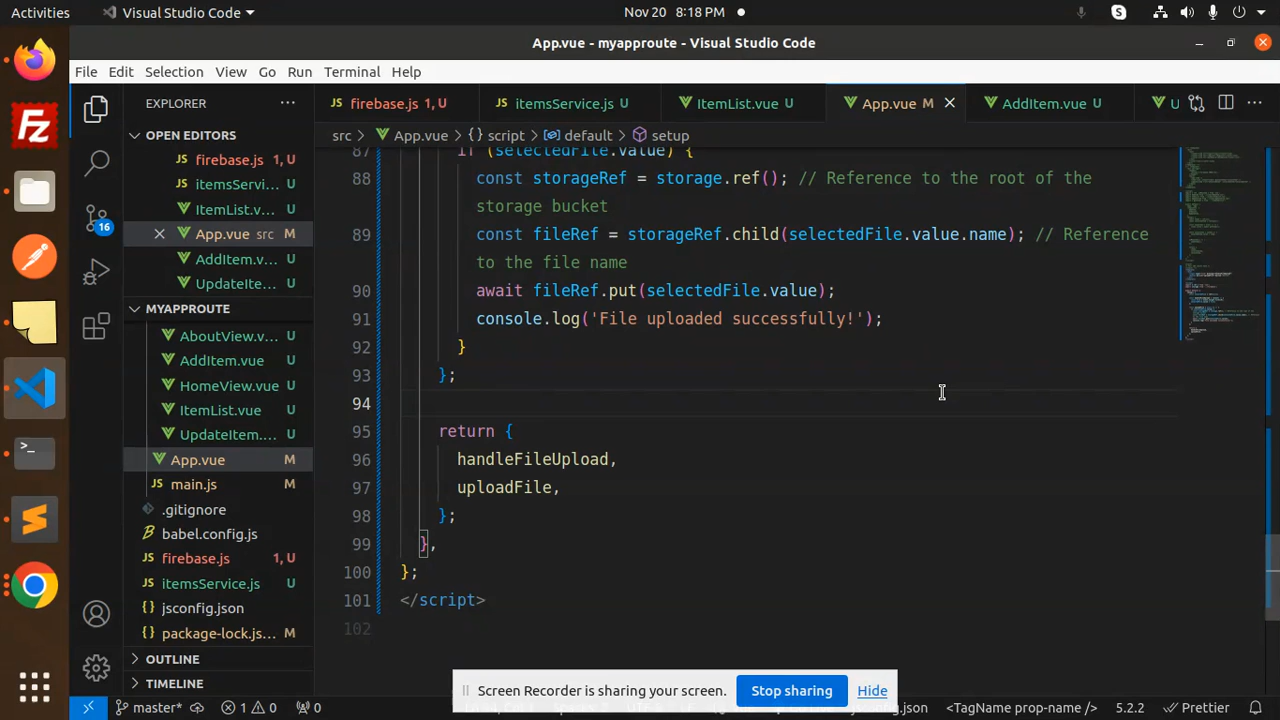 Activities
Visual Studio Code
Nov 20 8:18 PM
App.vue - myapproute - Visual Studio Code
File Edit Selection View Go Run Terminal Help
EXPLORER
OPEN EDITORS
firebase.js 1, U
itemsServi... U
ItemList.v... U
App.vue src M
AddItem.v... U
UpdateIte... U
MYAPPROUTE
AboutView.v... U
AddItem.vue U
HomeView.vue U
ItemList.vue U
UpdateItem.... U
App.vue M
main.js M
.gitignore
babel.config.js
firebase.js 1, U
itemsService.js U
jsconfig.json
package-lock.js... M
OUTLINE
TIMELINE
16
JS firebase.js 1, U JS itemsService.js U ItemList.vue U App.vue M AddItem.vue U U
src > App.vue > {} script > default > setup
87 if (selectedFile.value) {
88 const storageRef = storage.ref(); // Reference to the root of the
storage bucket
89 const fileRef = storageRef.child(selectedFile.value.name); // Reference
to the file name
90 await fileRef.put(selectedFile.value);
91 console.log('File uploaded successfully!');
92 }
93 };
94
95 return {
96 handleFileUpload,
97 uploadFile,
98 };
99 },
100 };
101 </script>
102
Screen Recorder is sharing your screen. Stop sharing Hide
master* 1 0 0 <TagName prop-name /> 5.2.2 Prettier